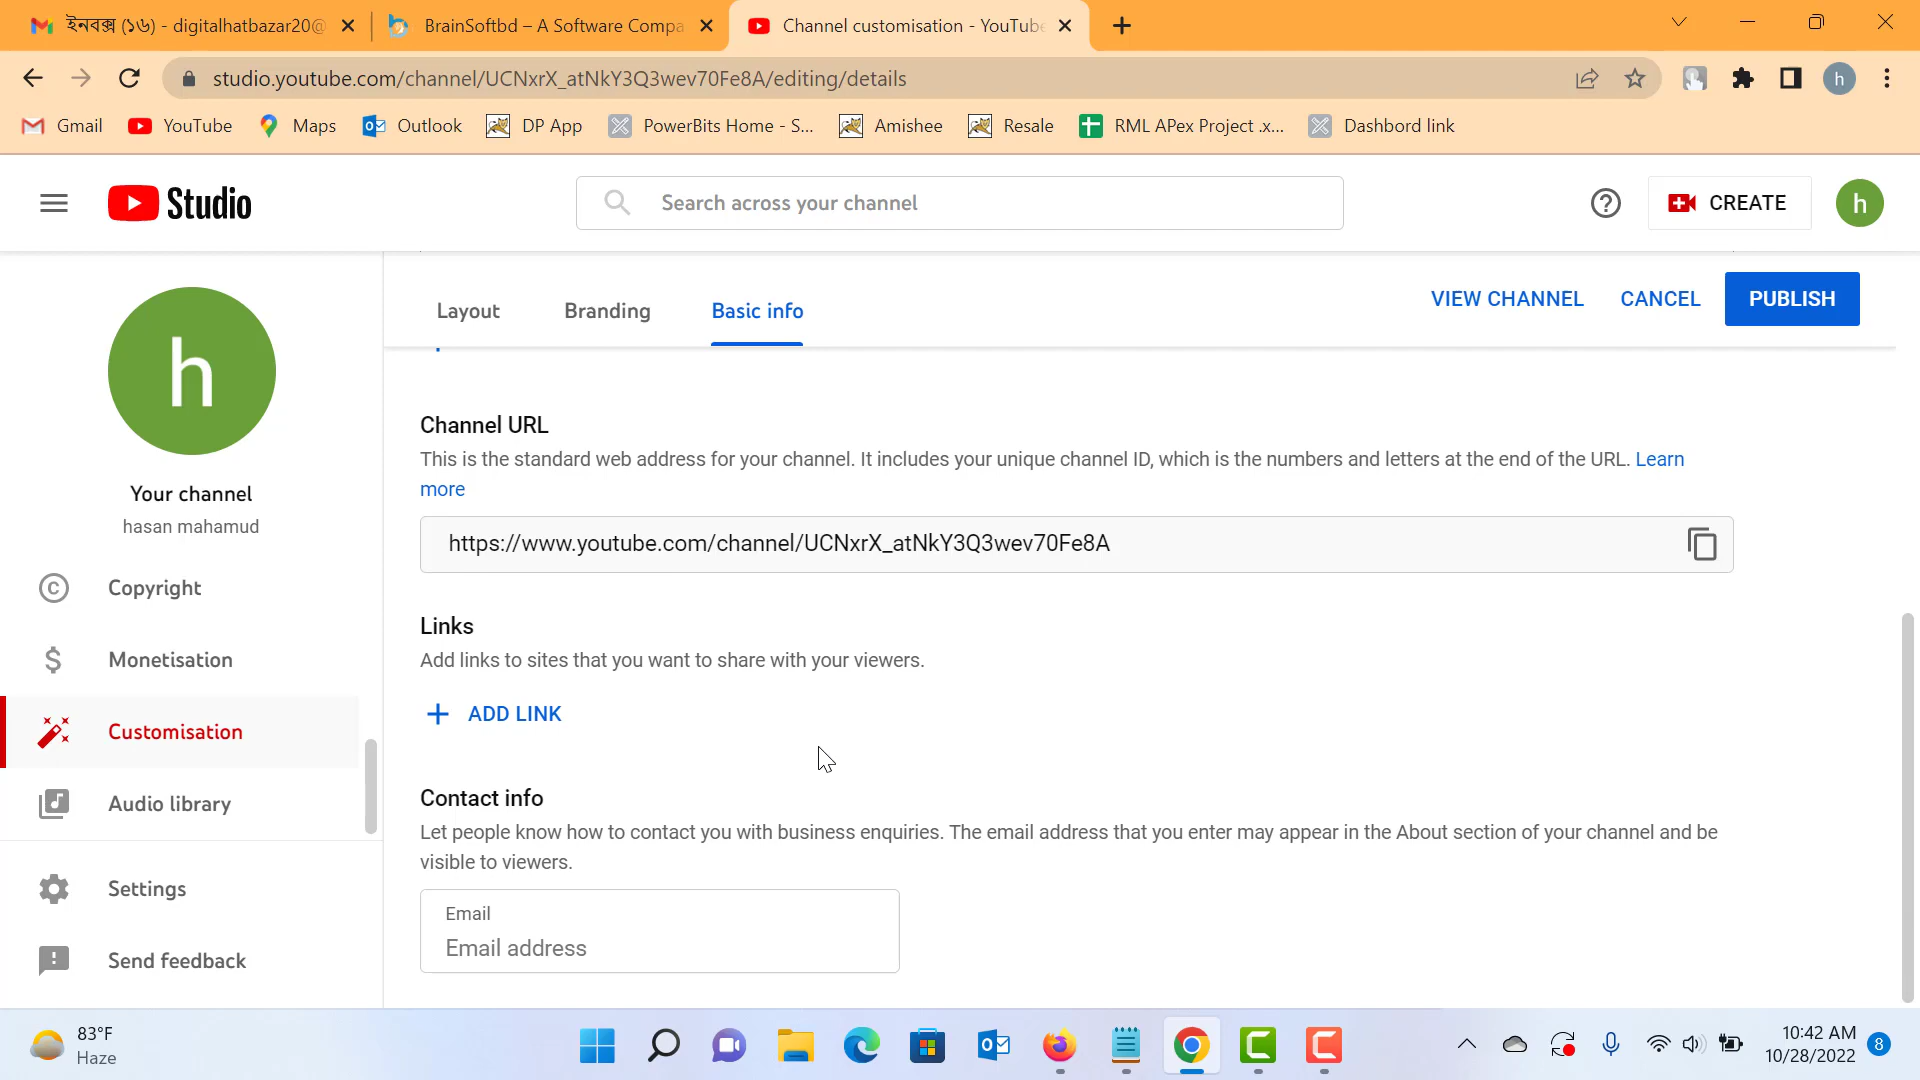 ইনবক্স (১৬) - digitalhatbazar20@
BrainSoftbd – A Software Compa
Channel customisation - YouTube
studio.youtube.com/channel/UCNxrX_atNkY3Q3wev70Fe8A/editing/details
h
Gmail
YouTube
Maps
Outlook
DP App
PowerBits Home - S...
Amishee
Resale
RML APex Project .x...
Dashbord link
Studio
Search across your channel
CREATE
h
h
Your channel
hasan mahamud
Copyright
Monetisation
Customisation
Audio library
Settings
Send feedback
Layout
Branding
Basic info
VIEW CHANNEL
CANCEL
PUBLISH
Channel URL
This is the standard web address for your channel. It includes your unique channel ID, which is the numbers and letters at the end of the URL. Learn
more
https://www.youtube.com/channel/UCNxrX_atNkY3Q3wev70Fe8A
Links
Add links to sites that you want to share with your viewers.
+ ADD LINK
Contact info
Let people know how to contact you with business enquiries. The email address that you enter may appear in the About section of your channel and be
visible to viewers.
Email
Email address
83°F
Haze
10:42 AM
10/28/2022
8